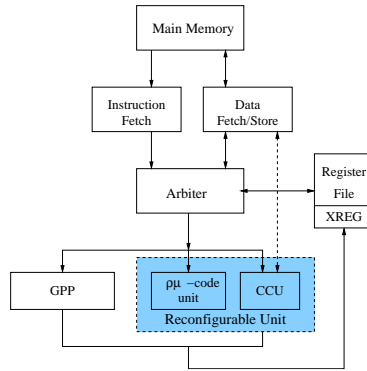 Main Memory
Instruction
Fetch
Data
Fetch/Store
Arbiter
Register
File
XREG
GPP
ρμ −code
unit
CCU
Reconfigurable Unit